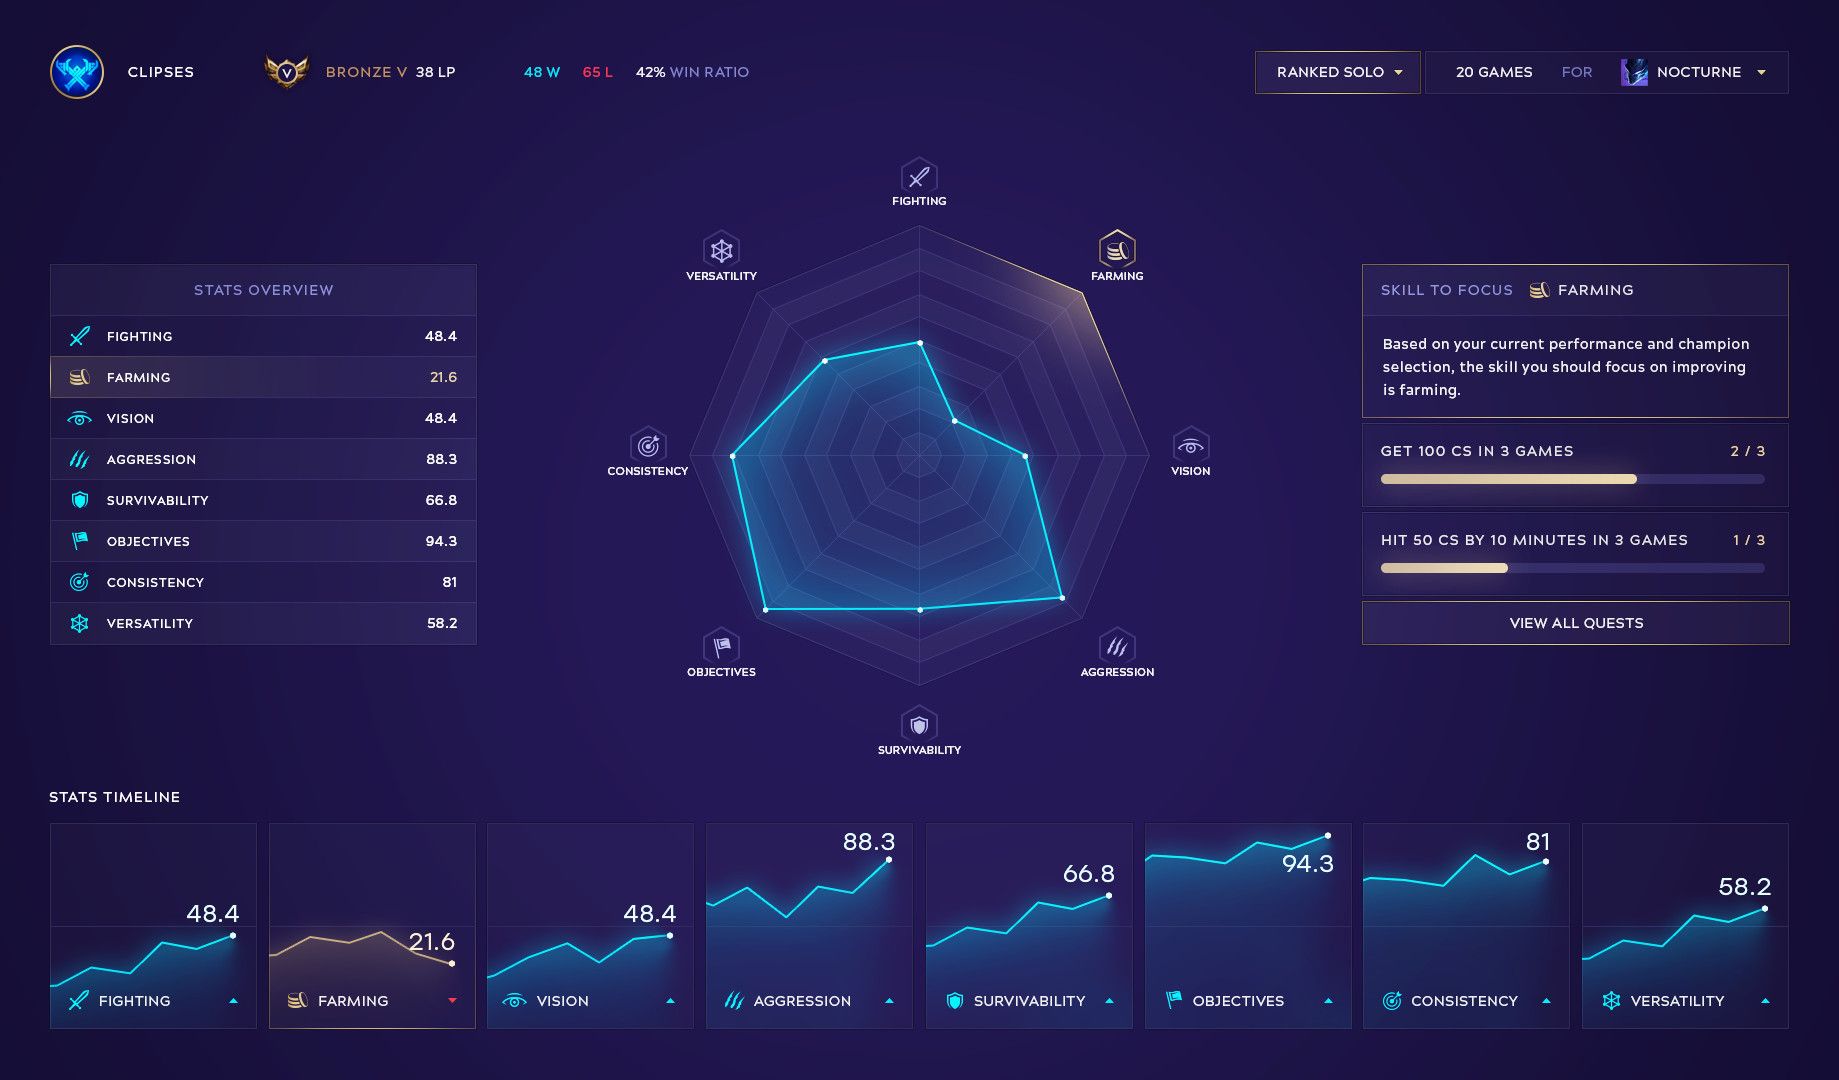 CLIPSES
V
BRONZE V 38 LP
48 W 65 L 42% WIN RATIO
RANKED SOLO
20 GAMES FOR NOCTURNE
STATS OVERVIEW
FIGHTING 48.4
FARMING 21.6
VISION 48.4
AGGRESSION 88.3
SURVIVABILITY 66.8
OBJECTIVES 94.3
CONSISTENCY 81
VERSATILITY 58.2
FIGHTING
FARMING
VISION
AGGRESSION
SURVIVABILITY
OBJECTIVES
CONSISTENCY
VERSATILITY
SKILL TO FOCUS FARMING
Based on your current performance and champion
selection, the skill you should focus on improving
is farming.
GET 100 CS IN 3 GAMES 2 / 3
HIT 50 CS BY 10 MINUTES IN 3 GAMES 1 / 3
VIEW ALL QUESTS
STATS TIMELINE
48.4
FIGHTING
21.6
FARMING
48.4
VISION
88.3
AGGRESSION
66.8
SURVIVABILITY
94.3
OBJECTIVES
81
CONSISTENCY
58.2
VERSATILITY